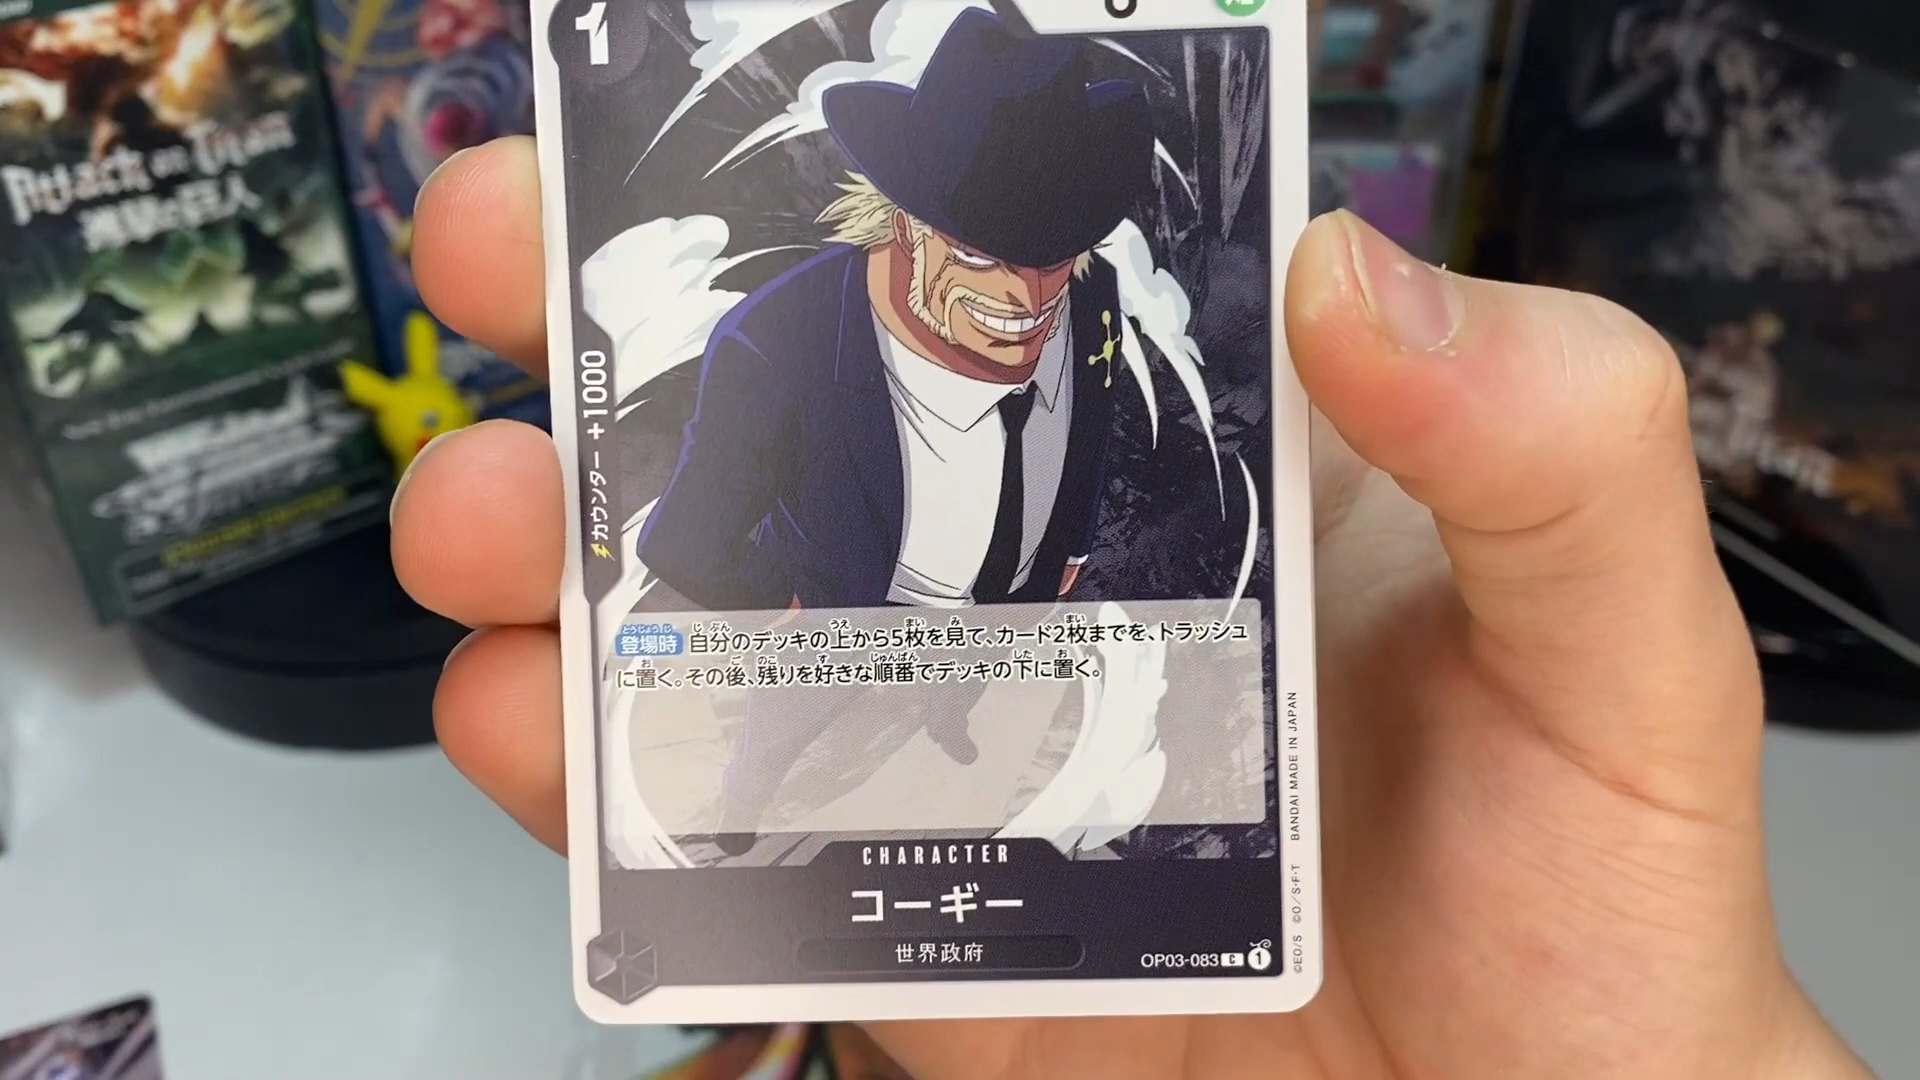 1
0
Attack on Titan
進撃の巨人
カウンター +1000
登場時 自分のデッキの上から5枚を見て、カード2枚までを、トラッシュ
に置く。その後、残りを好きな順番でデッキの下に置く。
CHARACTER
コーギー
世界政府
OP03-083 C 1
©EO/S ©O/S・F・T BANDAI MADE IN JAPAN